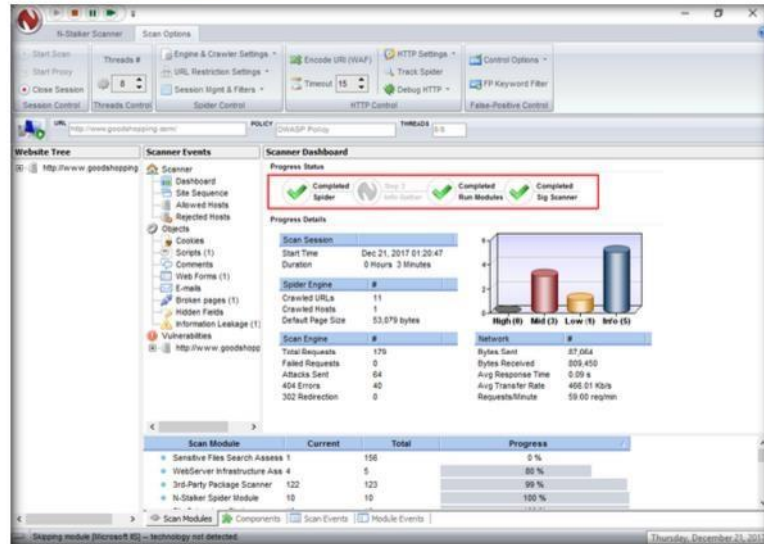 N-Stalker Scanner Scan Options
Start Scan
Start Proxy
Close Session
Session Control
Threads #
8
Threads Control
Engine & Crawler Settings
URL Restriction Settings
Session Mgnt & Filters
Spider Control
Encode URI (WAF)
Timeout 15
HTTP Settings
Track Spider
Debug HTTP
HTTP Control
Control Options
FP Keyword Filter
False-Positive Control
URL POLICY OWASP Policy THREADS
Website Tree
http://www.goodshopping
Scanner Events
Scanner
Dashboard
Site Sequence
Allowed Hosts
Rejected Hosts
Objects
Cookies
Scripts (1)
Comments
Web Forms (1)
E-mails
Broken pages (1)
Hidden Fields
Information Leakage (1)
Vulnerabilities
http://www.goodshopp
Scanner Dashboard
Progress Status
Completed
Spider
Completed
Run Modules
Completed
Sig Scanner
Progress Details
Scan Session
Start Time Dec 21, 2017 01:20:47
Duration 0 Hours 3 Minutes
Spider Engine #
Crawled URLs 11
Crawled Hosts 1
Default Page Size 53,079 bytes
Scan Engine #
Total Requests 179
Failed Requests 0
Attacks Sent 64
404 Errors 40
302 Redirection 0
6
4
2
High (0) Mid (3) Low (1) Info (5)
Network #
Bytes Sent 87,064
Bytes Received 809,450
Avg Response Time 0.09 s
Avg Transfer Rate 466.01 Kb/s
Requests/Minute 59.00 req/min
Scan Module Current Total Progress
Sensitive Files Search Assess 1 156 0 %
WebServer Infrastructure Ass 4 5 80 %
3rd-Party Package Scanner 122 123 99 %
N-Stalker Spider Module 10 10 100 %
Scan Modules Components Scan Events Module Events
Skipping module [Microsoft IIS] – technology not detected. Thursday, December 21, 201